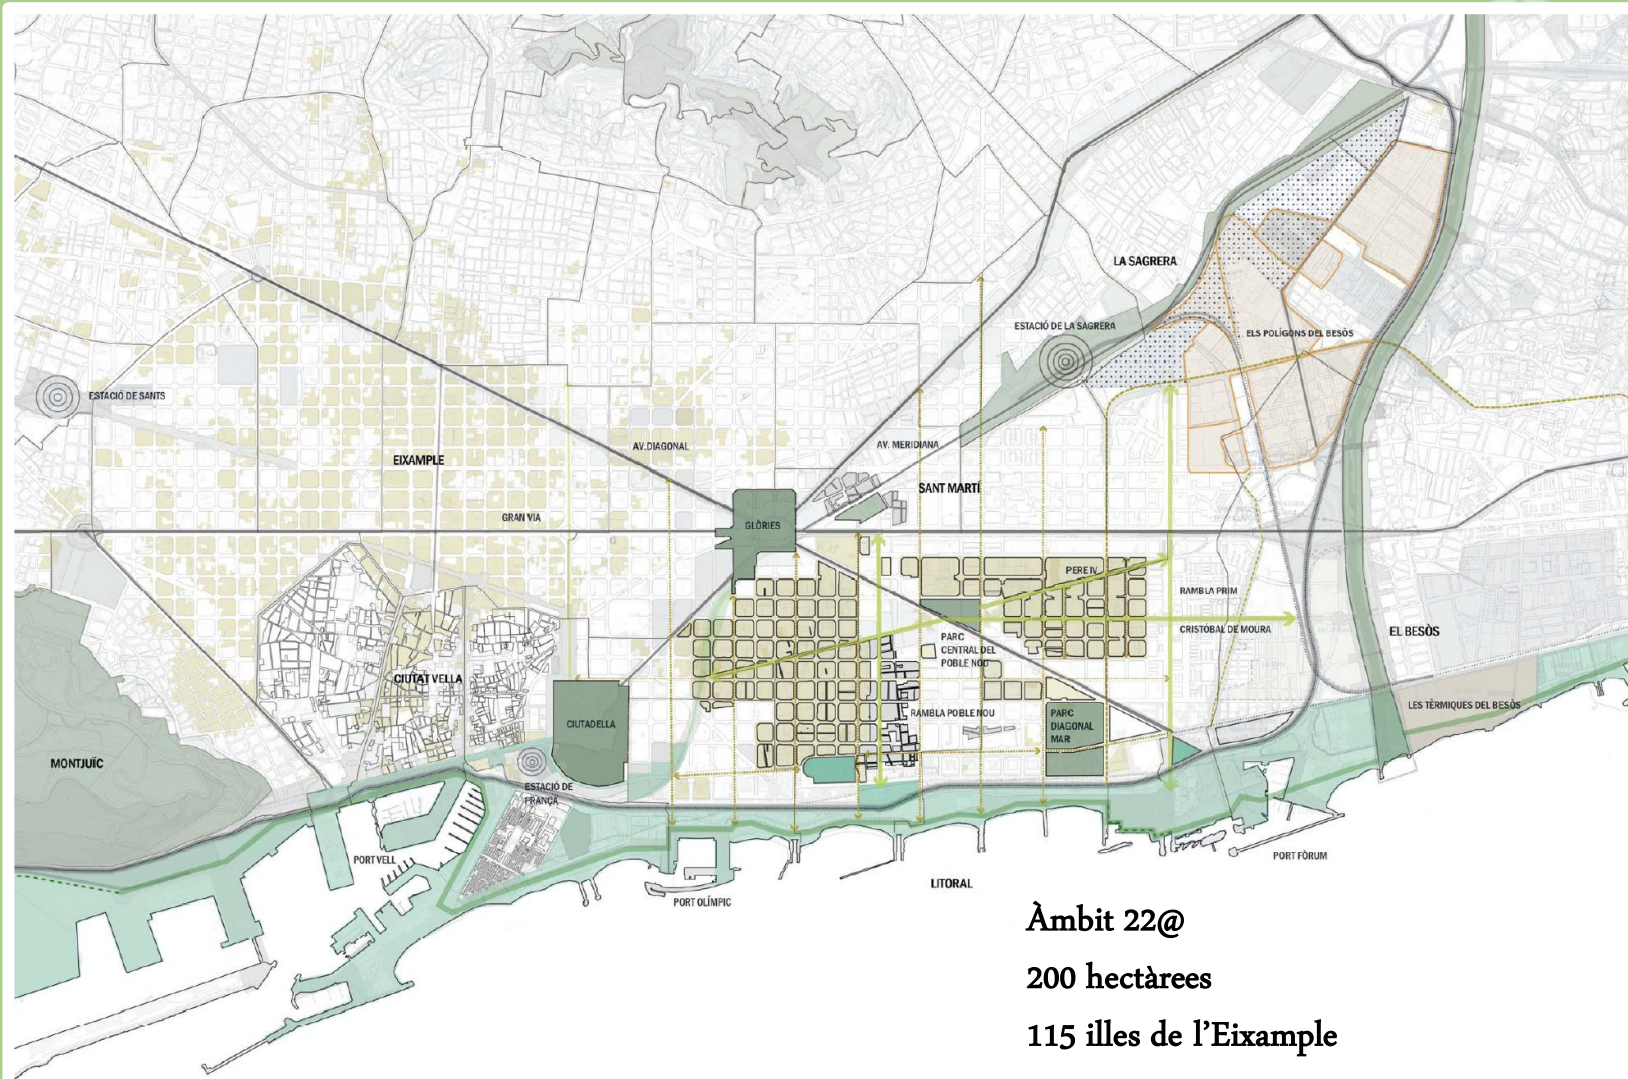 LA SAGRERA
ESTACIÓ DE LA SAGRERA
ELS POLÍGONS DEL BESÒS
ESTACIÓ DE SANTS
AV.DIAGONAL
AV. MERIDIANA
EIXAMPLE
SANT MARTÍ
GRAN VIA
GLÒRIES
PERE IV
RAMBLA PRIM
CRISTÓBAL DE MOURA
EL BESÒS
PARC
CENTRAL DEL
POBLE NOU
CIUTAT VELLA
LES TÈRMIQUES DEL BESÒS
RAMBLA POBLE NOU
PARC
DIAGONAL
MAR
CIUTADELLA
MONTJUÏC
ESTACIÓ DE
FRANÇA
PORT VELL
PORT FÒRUM
LITORAL
PORT OLÍMPIC
Àmbit 22@
200 hectàrees
115 illes de l’Eixample